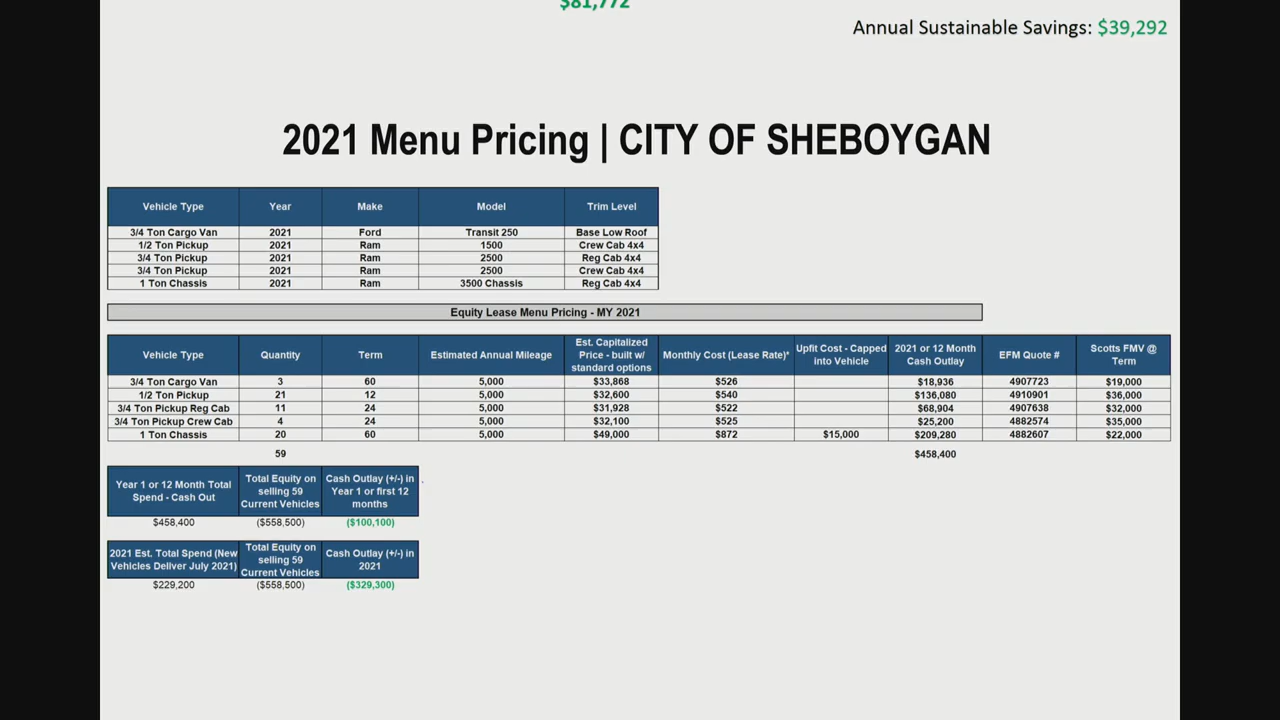 $81,772
Annual Sustainable Savings: $39,292
2021 Menu Pricing | CITY OF SHEBOYGAN
Vehicle Type Year Make Model Trim Level
3/4 Ton Cargo Van 2021 Ford Transit 250 Base Low Roof
1/2 Ton Pickup 2021 Ram 1500 Crew Cab 4x4
3/4 Ton Pickup 2021 Ram 2500 Reg Cab 4x4
3/4 Ton Pickup 2021 Ram 2500 Crew Cab 4x4
1 Ton Chassis 2021 Ram 3500 Chassis Reg Cab 4x4
Equity Lease Menu Pricing - MY 2021
Vehicle Type Quantity Term Estimated Annual Mileage Est. Capitalized Price - built w/ standard options Monthly Cost (Lease Rate)* Upfit Cost - Capped into Vehicle 2021 or 12 Month Cash Outlay EFM Quote # Scotts FMV @ Term
3/4 Ton Cargo Van 3 60 5,000 $33,868 $526 $18,936 4907723 $19,000
1/2 Ton Pickup 21 12 5,000 $32,600 $540 $136,080 4910901 $36,000
3/4 Ton Pickup Reg Cab 11 24 5,000 $31,928 $522 $68,904 4907638 $32,000
3/4 Ton Pickup Crew Cab 4 24 5,000 $32,100 $525 $25,200 4882574 $35,000
1 Ton Chassis 20 60 5,000 $49,000 $872 $15,000 $209,280 4882607 $22,000
59 $458,400
Year 1 or 12 Month Total Spend - Cash Out Total Equity on selling 59 Current Vehicles Cash Outlay (+/-) in Year 1 or first 12 months
$458,400 ($558,500) ($100,100)
2021 Est. Total Spend (New Vehicles Deliver July 2021) Total Equity on selling 59 Current Vehicles Cash Outlay (+/-) in 2021
$229,200 ($558,500) ($329,300)